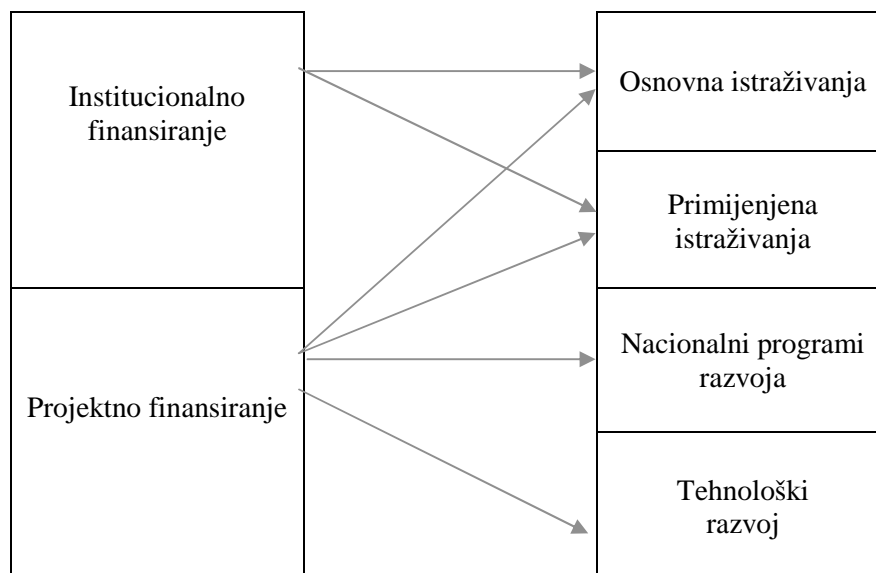 Institucionalno
finansiranje
Projektno finansiranje
Osnovna istraživanja
Primijenjena
istraživanja
Nacionalni programi
razvoja
Tehnološki
razvoj